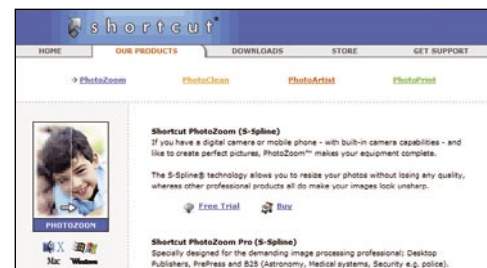 shortcut
HOME OUR PRODUCTS DOWNLOADS STORE GET SUPPORT
PhotoZoom PhotoClean PhotoArtist PhotoPrint
Shortcut PhotoZoom (S-Spline)
If you have a digital camera or mobile phone - with built-in camera capabilities - and
like to create perfect pictures, PhotoZoom™ makes your equipment complete.
The S-Spline® technology allows you to resize your photos without losing any quality,
whereas other professional products all do make your images look unsharp.
Free Trial Buy
PHOTOZOOM
X
Mac Windows
Shortcut PhotoZoom Pro (S-Spline)
Specially designed for the demanding image processing professional; Desktop
Publishers, PrePress and B2B (Astronomy, Medical systems, Security e.g. police).